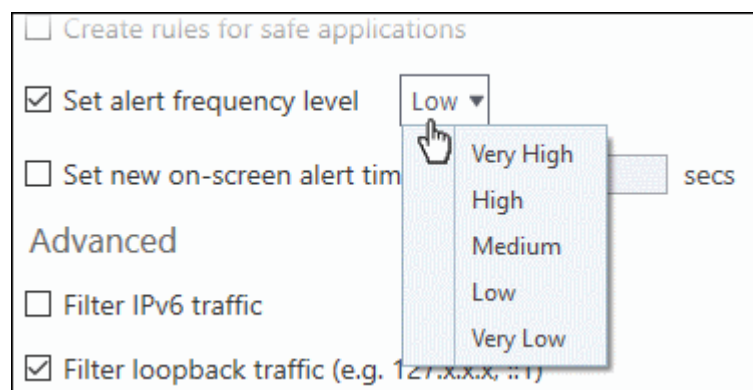 Create rules for safe applications
Set alert frequency level Low
Set new on-screen alert tim secs
Very High
High
Medium
Low
Very Low
Advanced
Filter IPv6 traffic
Filter loopback traffic (e.g. 127.x.x.x, ::1)